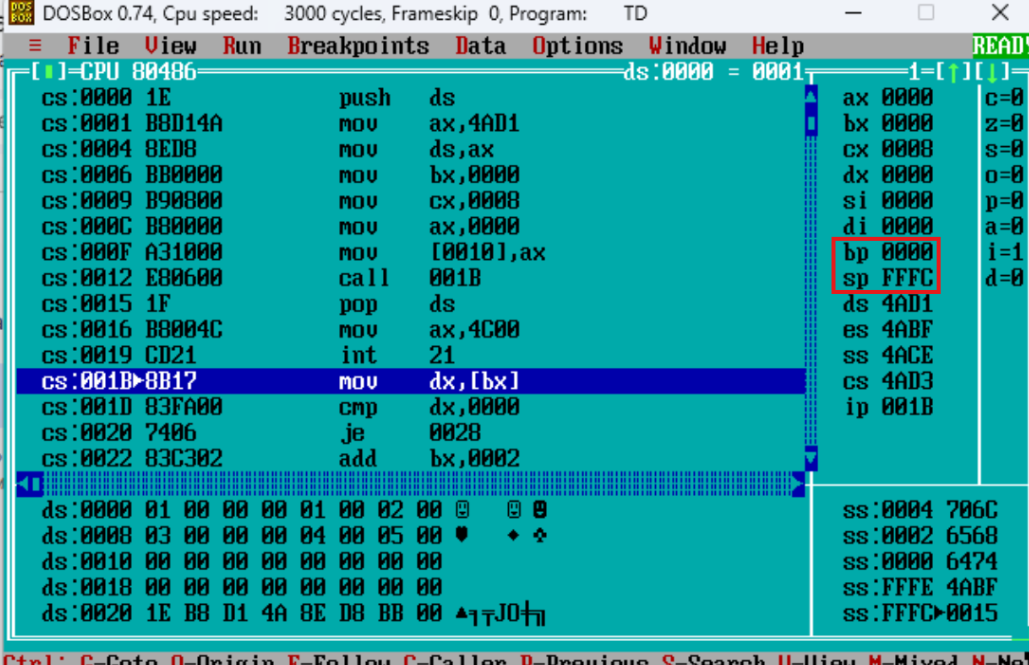 DOSBox 0.74, Cpu speed: 3000 cycles, Frameskip 0, Program: TD
≡ File View Run Breakpoints Data Options Window Help READY
[▮]=CPU 80486 ds:0000 = 0001 1=[↑][↓]
cs:0000 1E push ds ax 0000 c=0
cs:0001 B8D14A mov ax,4AD1 bx 0000 z=0
cs:0004 8ED8 mov ds,ax cx 0008 s=0
cs:0006 BB0000 mov bx,0000 dx 0000 o=0
cs:0009 B90800 mov cx,0008 si 0000 p=0
cs:000C B80000 mov ax,0000 di 0000 a=0
cs:000F A31000 mov [0010],ax bp 0000 i=1
cs:0012 E80600 call 001B sp FFFC d=0
cs:0015 1F pop ds ds 4AD1
cs:0016 B8004C mov ax,4C00 es 4ABF
cs:0019 CD21 int 21 ss 4ACE
cs:001B►8B17 mov dx,[bx] cs 4AD3
cs:001D 83FA00 cmp dx,0000 ip 001B
cs:0020 7406 je 0028
cs:0022 83C302 add bx,0002
ds:0000 01 00 00 00 01 00 02 00 ☺ ☺☻ ss:0004 706C
ds:0008 03 00 00 00 04 00 05 00 ♥ ♦ ♣ ss:0002 6568
ds:0010 00 00 00 00 00 00 00 00 ss:0000 6474
ds:0018 00 00 00 00 00 00 00 00 ss:FFFE 4ABF
ds:0020 1E B8 D1 4A 8E D8 BB 00 ▲╕╤JÄ╪╗ ss:FFFC►0015